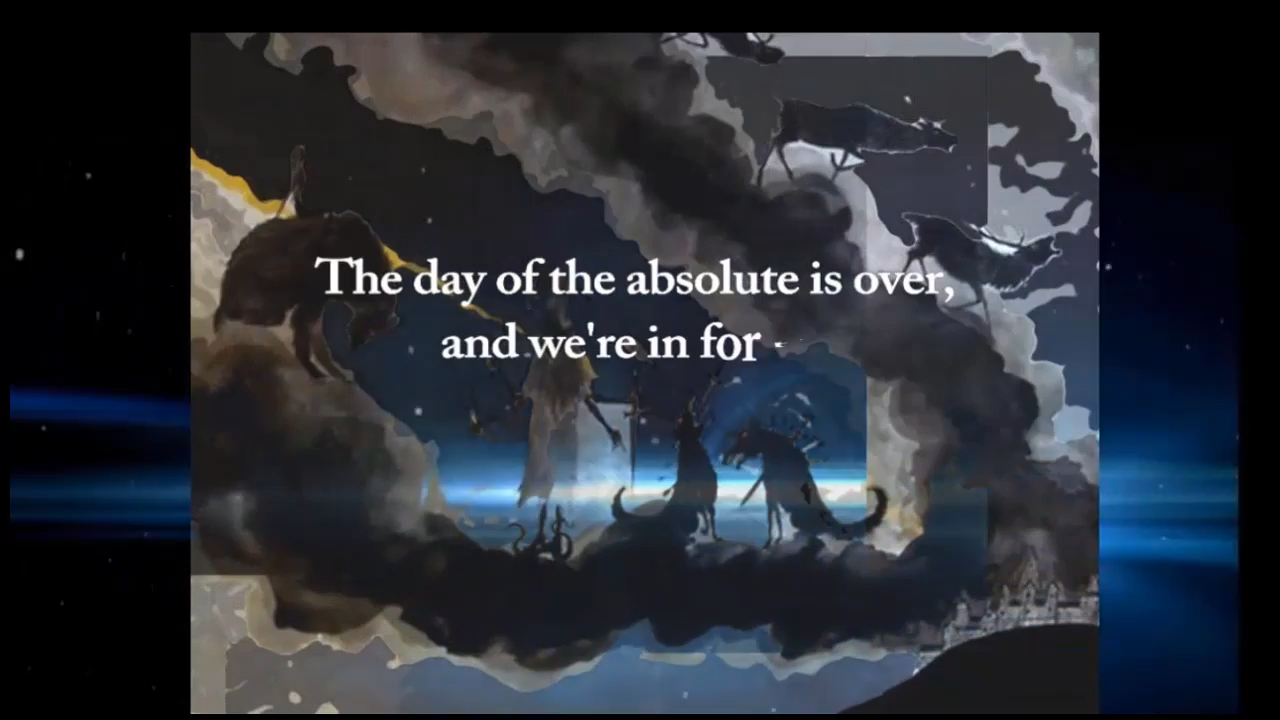 The day of the absolute is over,
and we're in for